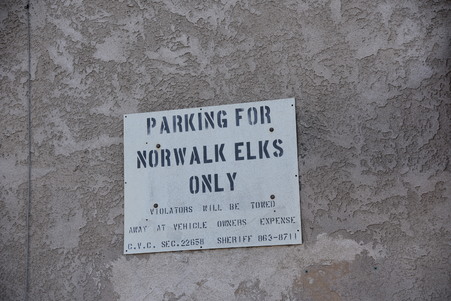 PARKING FOR
NORWALK ELKS
ONLY
VIOLATORS WILL BE TOWED
AWAY AT VEHICLE OWNERS EXPENSE
C.V.C. SEC.22658 SHERIFF 863-8711